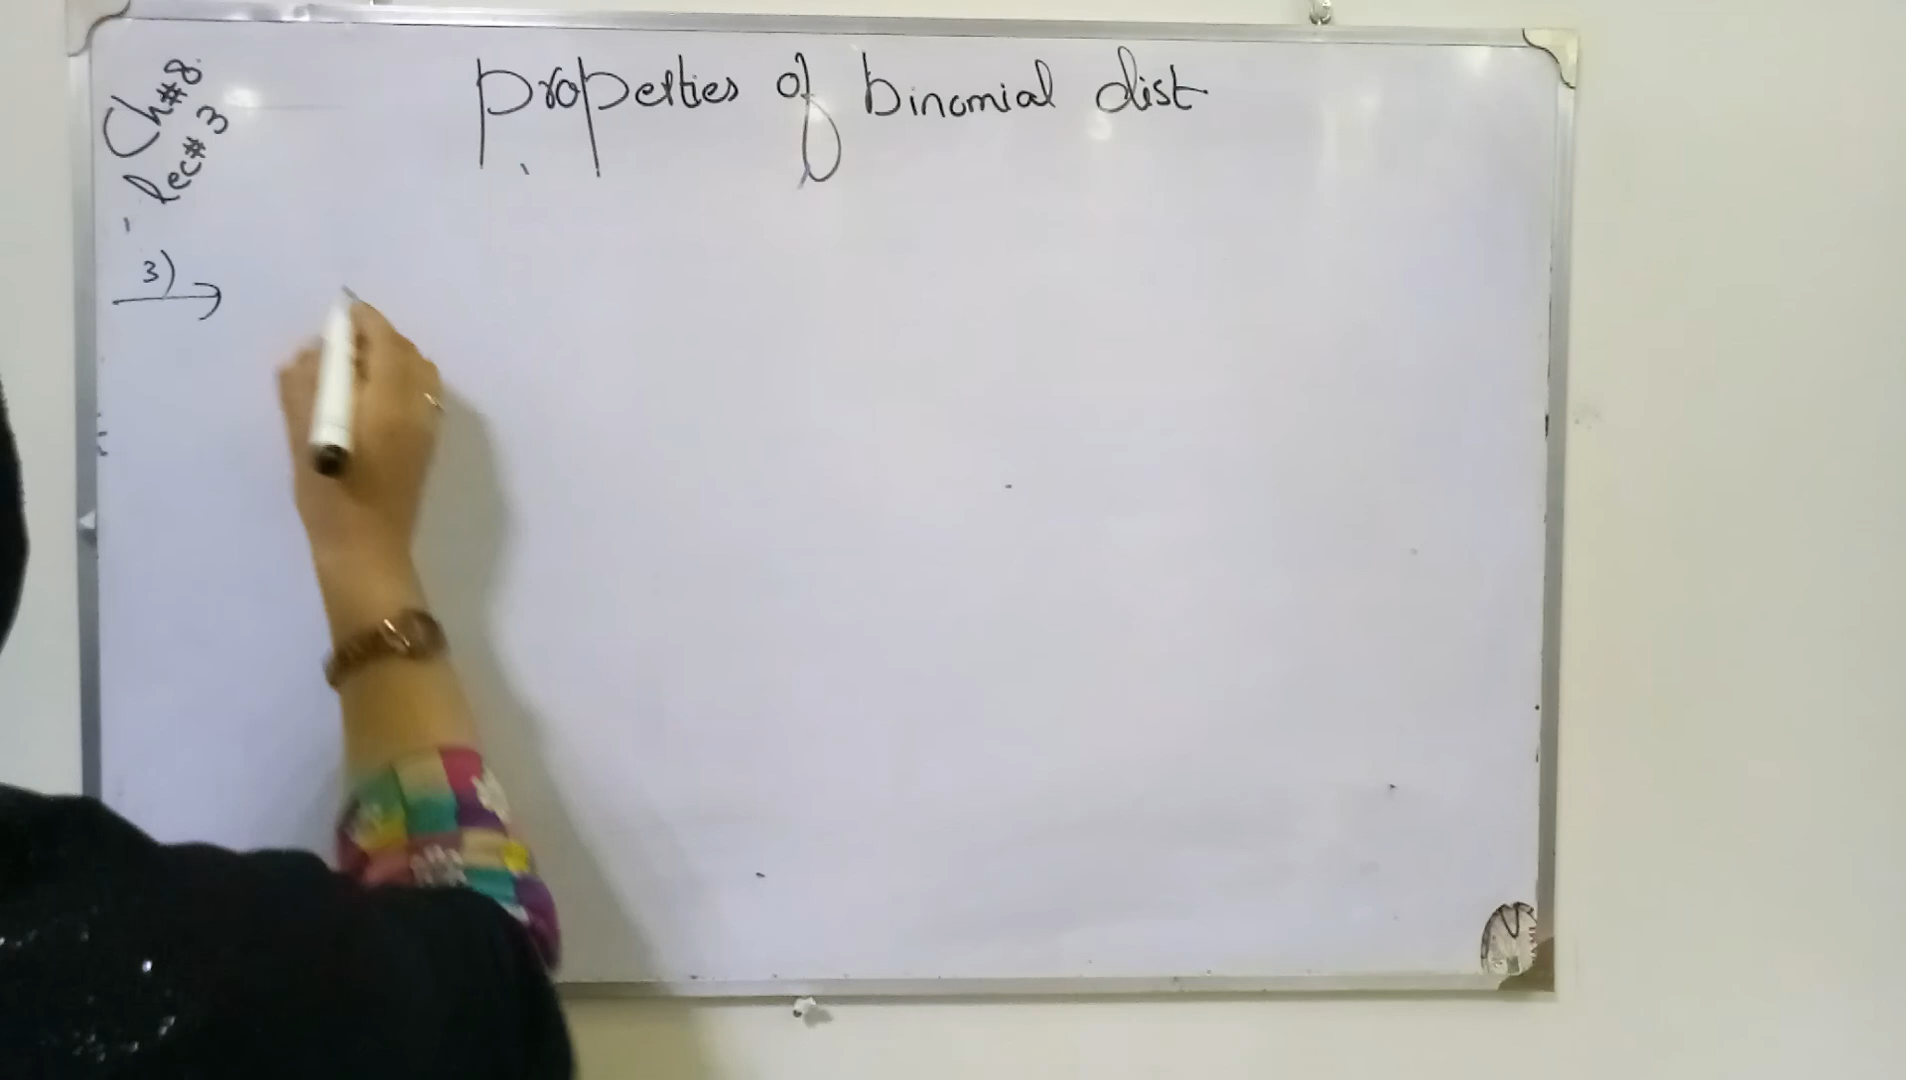 Properties of binomial dist
Ch#8.
Lec#3
3)